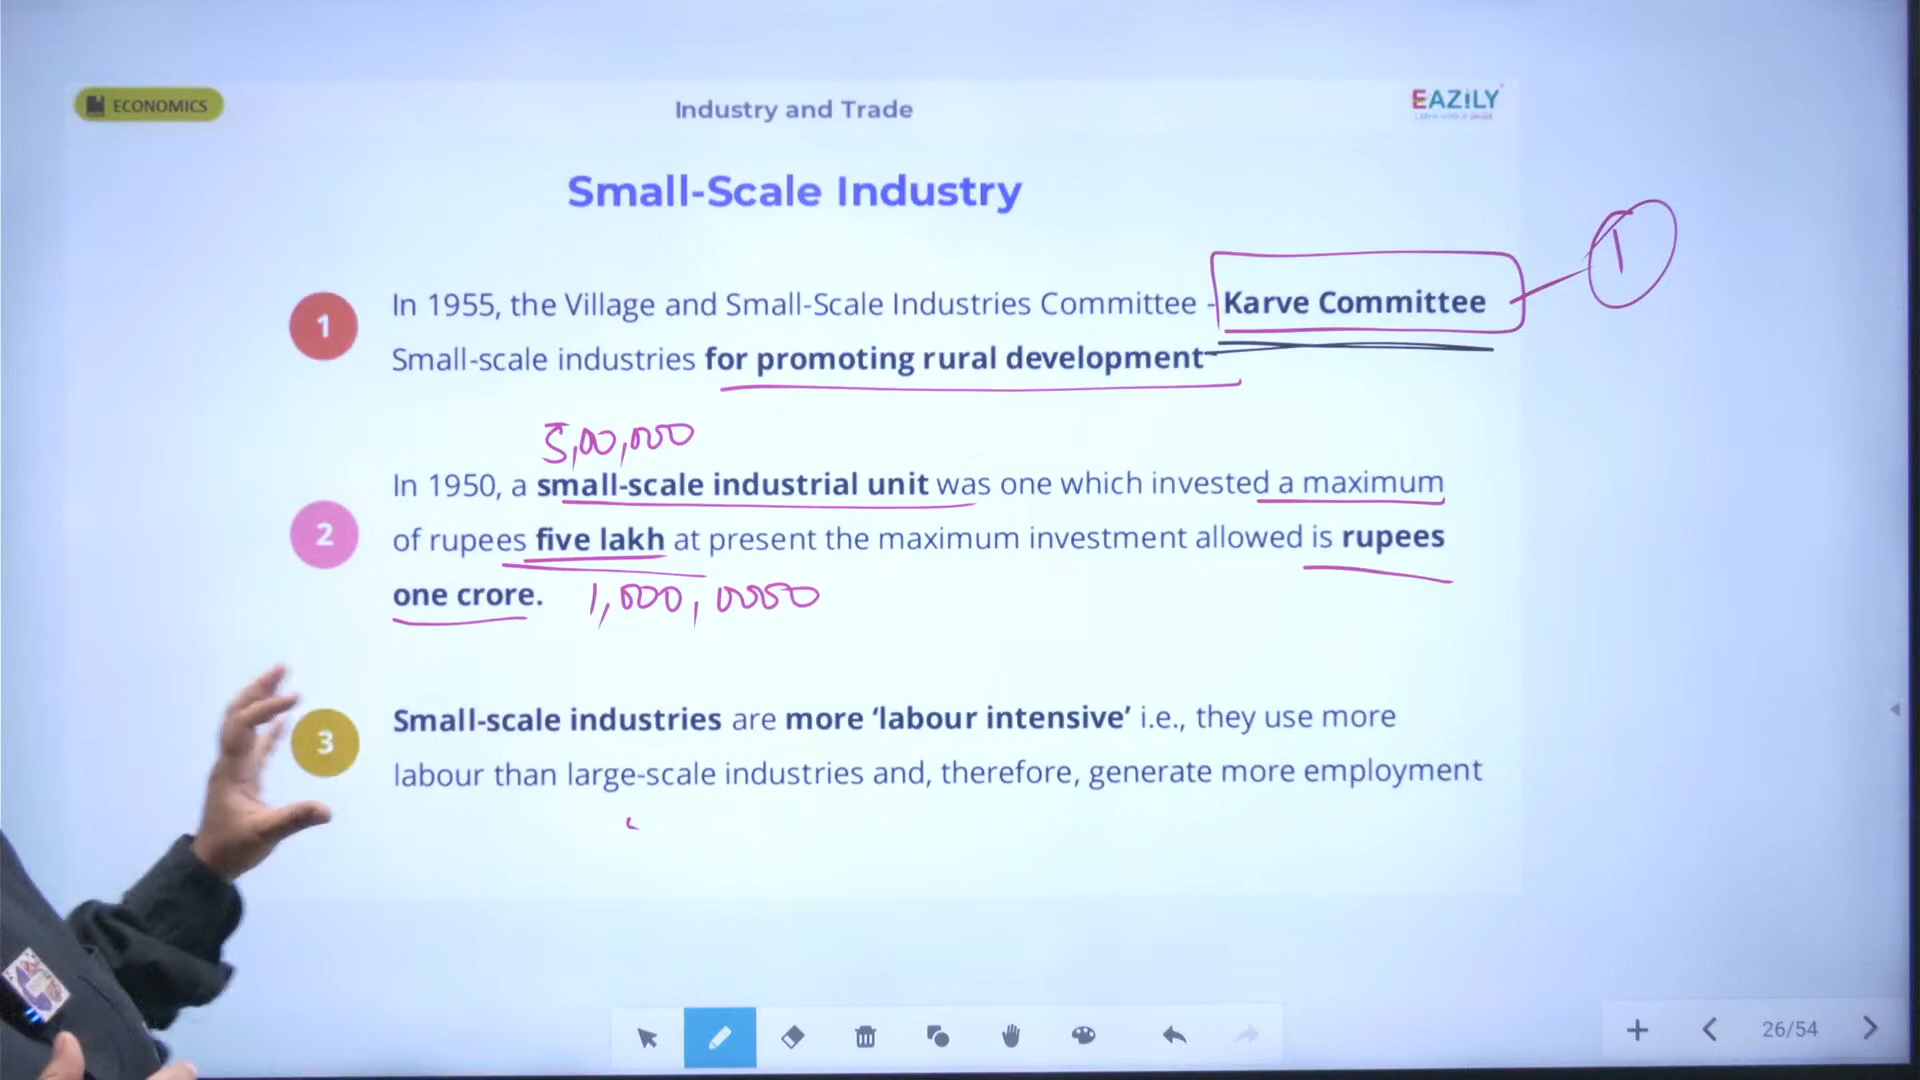 ECONOMICS
Industry and Trade
EAZILY
Learn with a smile
Small-Scale Industry
1
1
In 1955, the Village and Small-Scale Industries Committee - Karve Committee
Small-scale industries for promoting rural development
5,00,000
2
In 1950, a small-scale industrial unit was one which invested a maximum
of rupees five lakh at present the maximum investment allowed is rupees
one crore. 1,000,0000
3
Small-scale industries are more ‘labour intensive’ i.e., they use more
labour than large-scale industries and, therefore, generate more employment
26/54